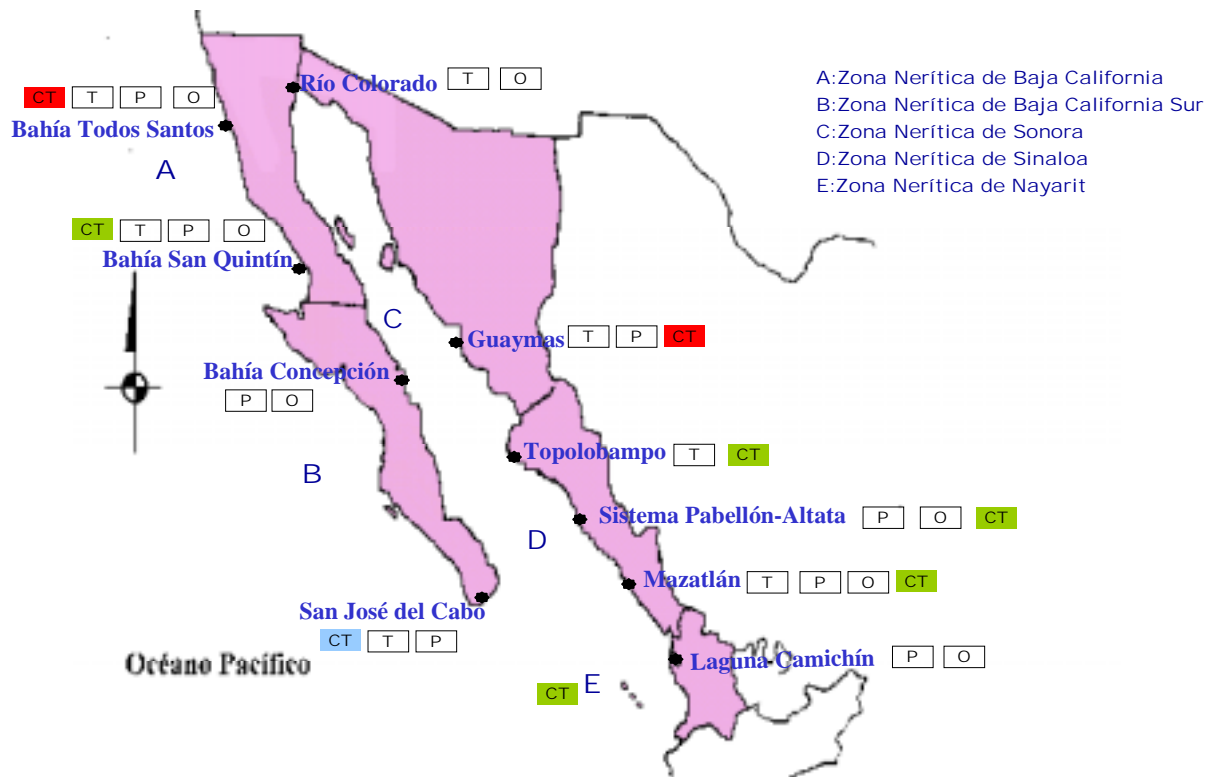 Río Colorado T O
CT T P O
Bahía Todos Santos
A
A:Zona Nerítica de Baja California
B:Zona Nerítica de Baja California Sur
C:Zona Nerítica de Sonora
D:Zona Nerítica de Sinaloa
E:Zona Nerítica de Nayarit
CT T P O
Bahía San Quintín
C
Guaymas T P CT
Bahía Concepción
P O
B
Topolobampo T CT
Sistema Pabellón-Altata P O CT
D
Mazatlán T P O CT
San José del Cabo
CT T P
Océano Pacífico
Laguna Camichín P O
CT E